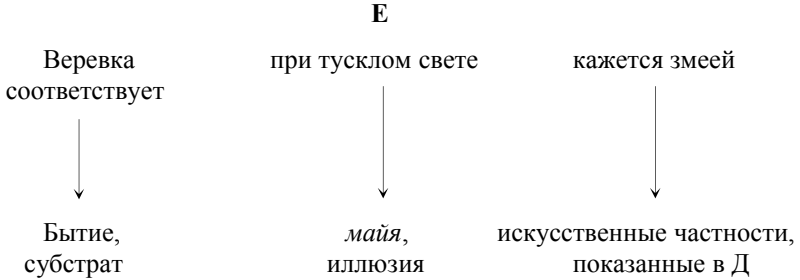 Е
Веревка при тусклом свете кажется змеей
соответствует
Бытие, майя, искусственные частности,
субстрат иллюзия показанные в Д